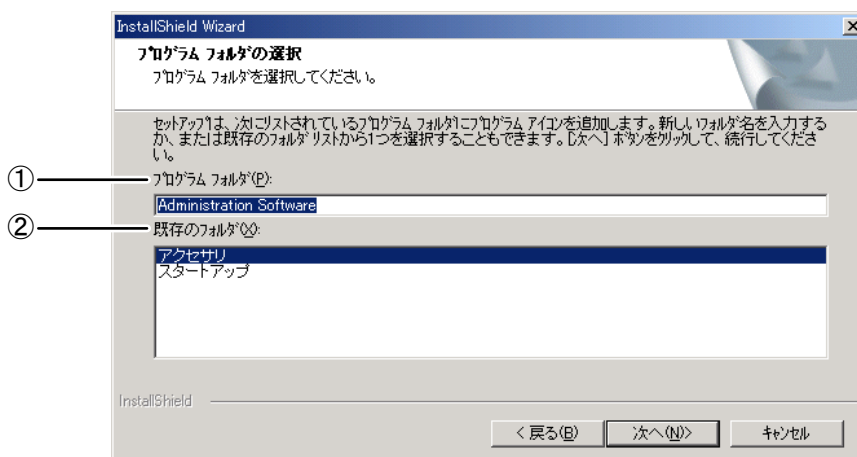 InstallShield Wizard
プログラム フォルダの選択
プログラム フォルダを選択してください。
セットアップは、次にリストされているプログラム フォルダにプログラム アイコンを追加します。新しいフォルダ名を入力する
か、または既存のフォルダ リストから1つを選択することもできます。[次へ] ボタンをクリックして、続行してくださ
い。
① プログラム フォルダ(P):
Administration Software
② 既存のフォルダ(X):
アクセサリ
スタートアップ
InstallShield
< 戻る(B) 次へ(N)> キャンセル